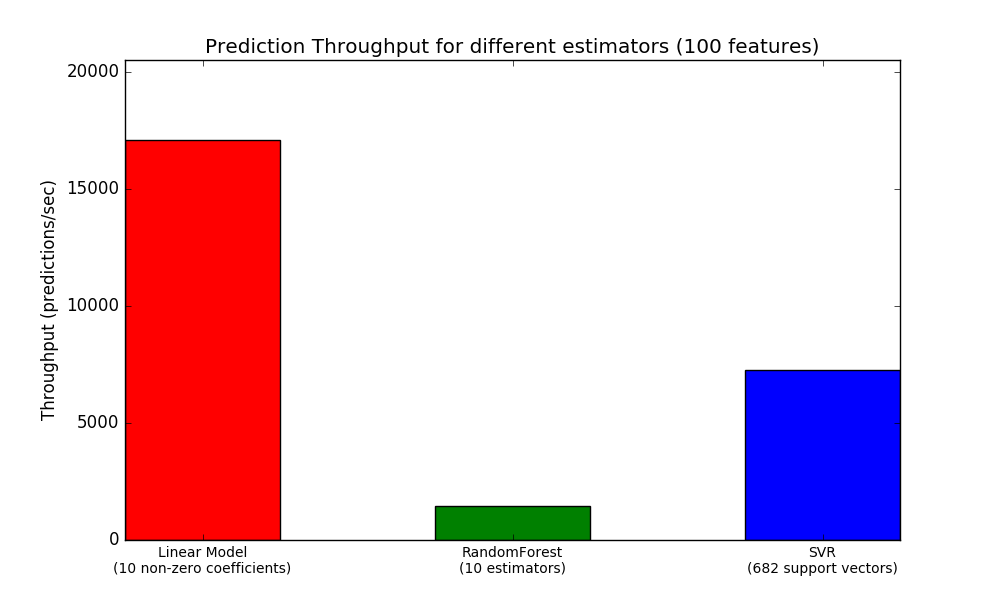 Prediction Throughput for different estimators (100 features)
Throughput (predictions/sec)
20000
15000
10000
5000
0
Linear Model
(10 non-zero coefficients)
RandomForest
(10 estimators)
SVR
(682 support vectors)